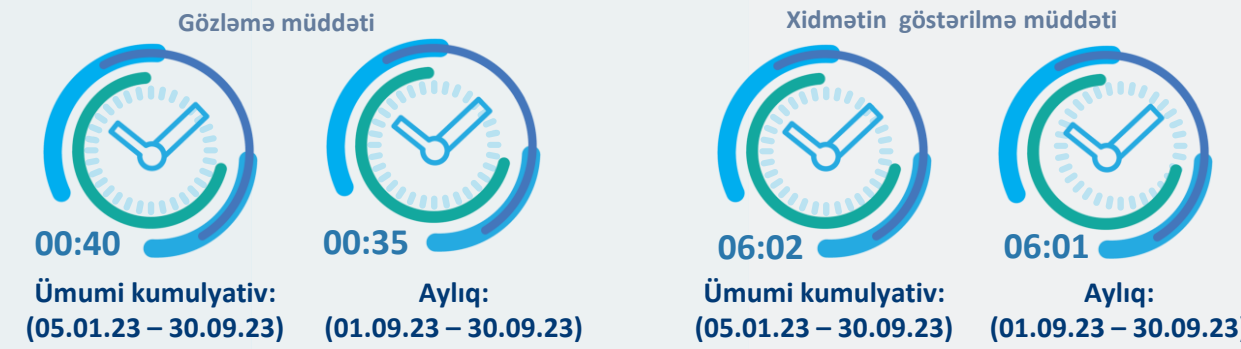 Gözləmə müddəti
00:40
00:35
Ümumi kumulyativ:
(05.01.23 – 30.09.23)
Aylıq:
(01.09.23 – 30.09.23)
Xidmətin göstərilmə müddəti
06:02
06:01
Ümumi kumulyativ:
(05.01.23 – 30.09.23)
Aylıq:
(01.09.23 – 30.09.23)